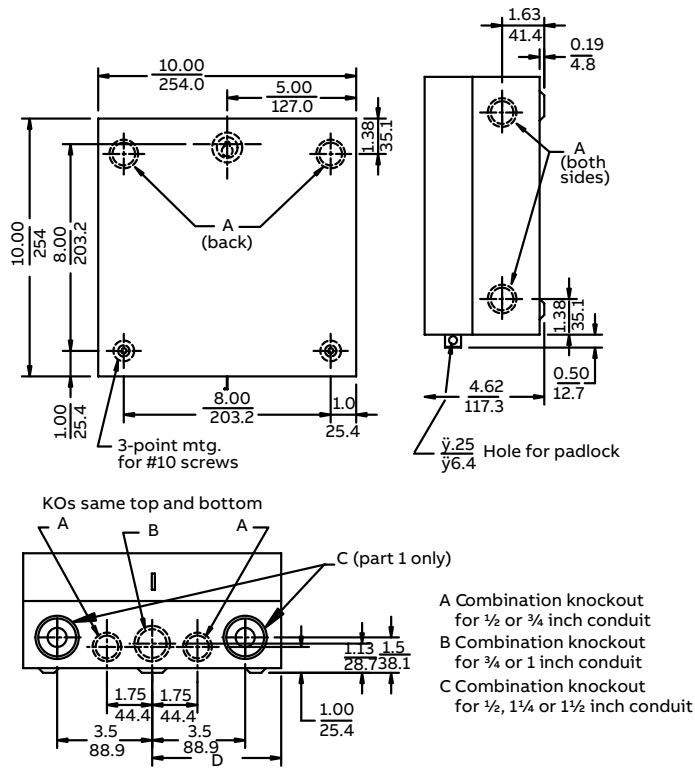 10.00
254.0
5.00
127.0
1.38
35.1
10.00
254
8.00
203.2
A
(back)
1.00
25.4
8.00
203.2
1.0
25.4
3-point mtg.
for #10 screws
1.63
41.4
0.19
4.8
A
(both
sides)
1.38
35.1
0.50
12.7
4.62
117.3
ÿ.25
ÿ6.4
Hole for padlock
KOs same top and bottom
A
B
A
C (part 1 only)
1.13
28.7
1.5
38.1
1.75
44.4
1.75
44.4
1.00
25.4
3.5
88.9
3.5
88.9
D
A Combination knockout
for ½ or ¾ inch conduit
B Combination knockout
for ¾ or 1 inch conduit
C Combination knockout
for ½, 1¼ or 1½ inch conduit